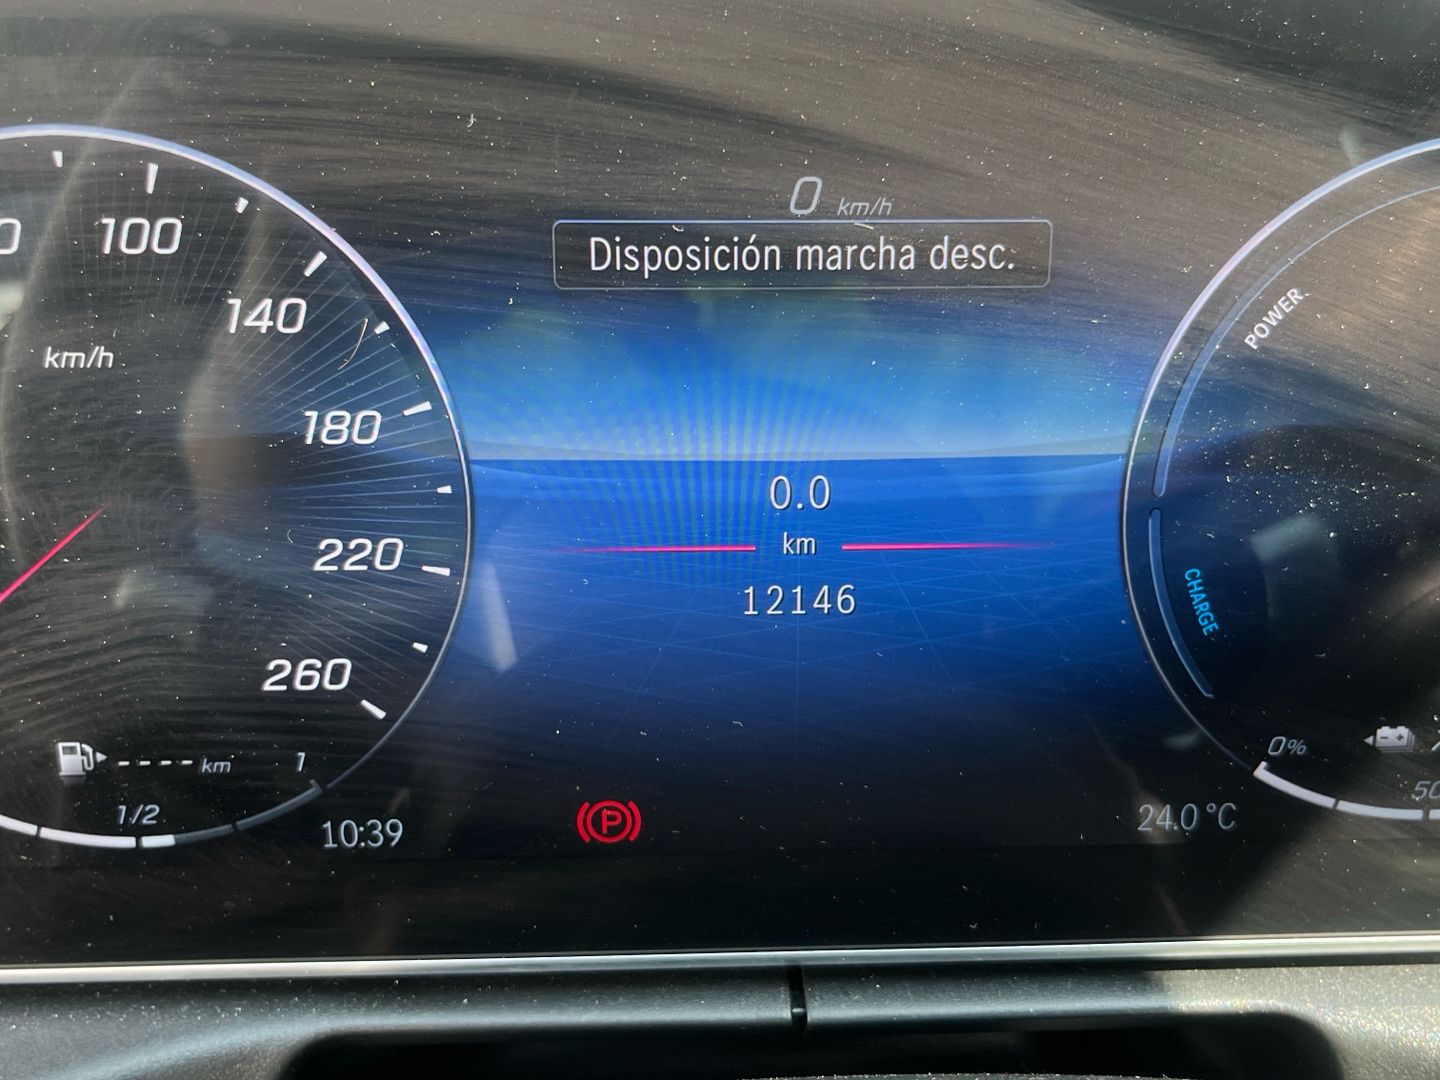 0 km/h
Disposición marcha desc.
100
140
km/h
180
220
260
POWER
CHARGE
0.0
km
12146
----- km
1
1/2
10:39
P
24.0 °C
0%
50